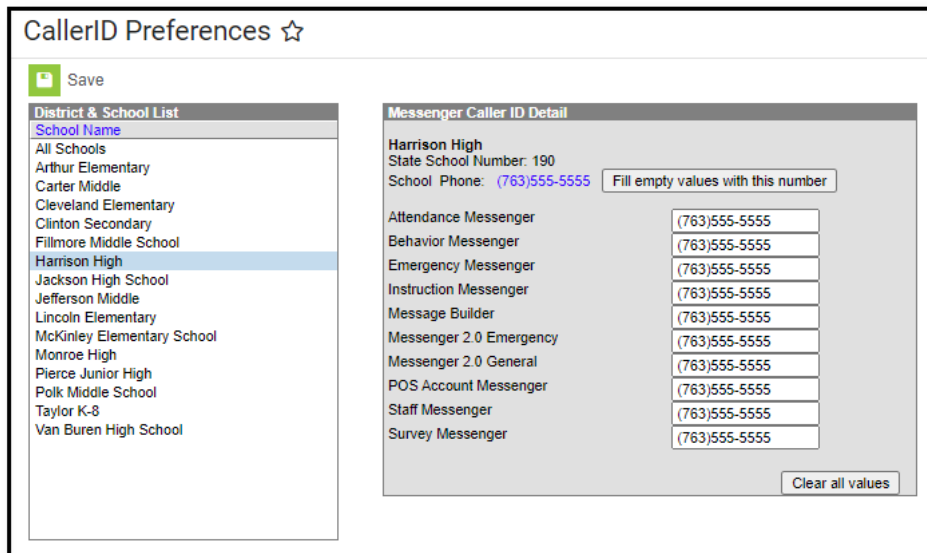 CallerID Preferences
Save
District & School List
School Name
All Schools
Arthur Elementary
Carter Middle
Cleveland Elementary
Clinton Secondary
Fillmore Middle School
Harrison High
Jackson High School
Jefferson Middle
Lincoln Elementary
McKinley Elementary School
Monroe High
Pierce Junior High
Polk Middle School
Taylor K-8
Van Buren High School
Messenger Caller ID Detail
Harrison High
State School Number: 190
School Phone: (763)555-5555 Fill empty values with this number
Attendance Messenger (763)555-5555
Behavior Messenger (763)555-5555
Emergency Messenger (763)555-5555
Instruction Messenger (763)555-5555
Message Builder (763)555-5555
Messenger 2.0 Emergency (763)555-5555
Messenger 2.0 General (763)555-5555
POS Account Messenger (763)555-5555
Staff Messenger (763)555-5555
Survey Messenger (763)555-5555
Clear all values